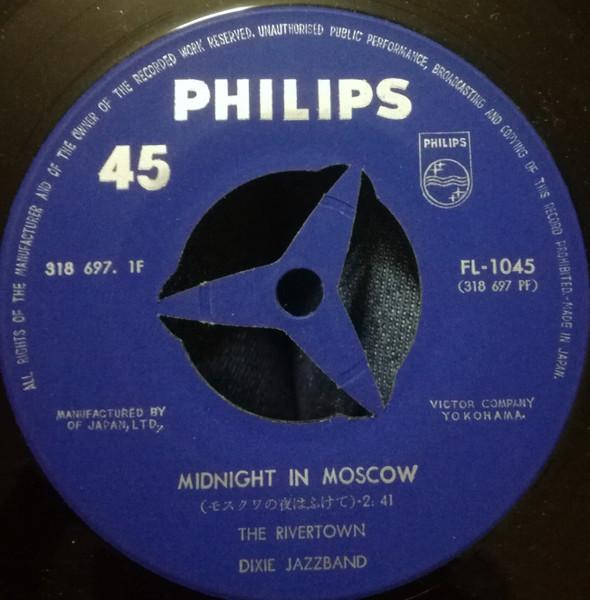 ALL RIGHTS OF THE MANUFACTURER AND OF THE OWNER OF THE RECORDED WORK RESERVED. UNAUTHORISED PUBLIC PERFORMANCE, BROADCASTING AND COPYING OF THIS RECORD PROHIBITED.-MADE IN JAPAN.
PHILIPS
45
PHILIPS
318 697. 1F
FL-1045
(318 697 PF)
MANUFACTURED BY VICTOR COMPANY
OF JAPAN, LTD., YOKOHAMA.
MIDNIGHT IN MOSCOW
(モスクワの夜はふけて)-2:41
THE RIVERTOWN
DIXIE JAZZBAND